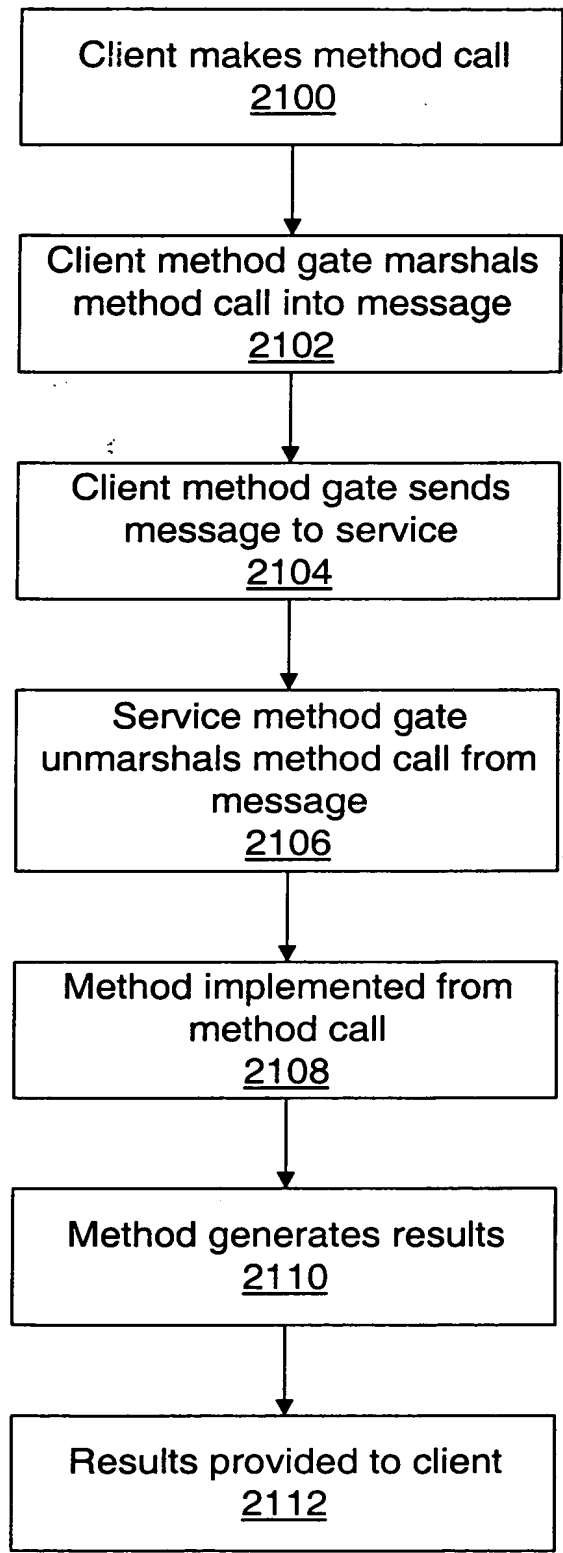 Client makes method call
2100
Client method gate marshals
method call into message
2102
Client method gate sends
message to service
2104
Service method gate
unmarshals method call from
message
2106
Method implemented from
method call
2108
Method generates results
2110
Results provided to client
2112